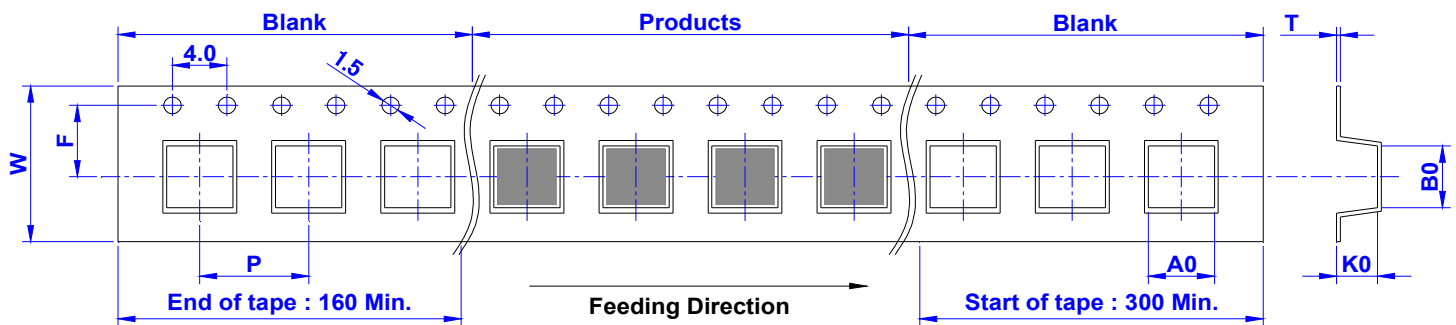 Blank
Products
Blank
T
4.0
1.5
F
W
B0
P
A0
K0
End of tape : 160 Min.
Feeding Direction
Start of tape : 300 Min.